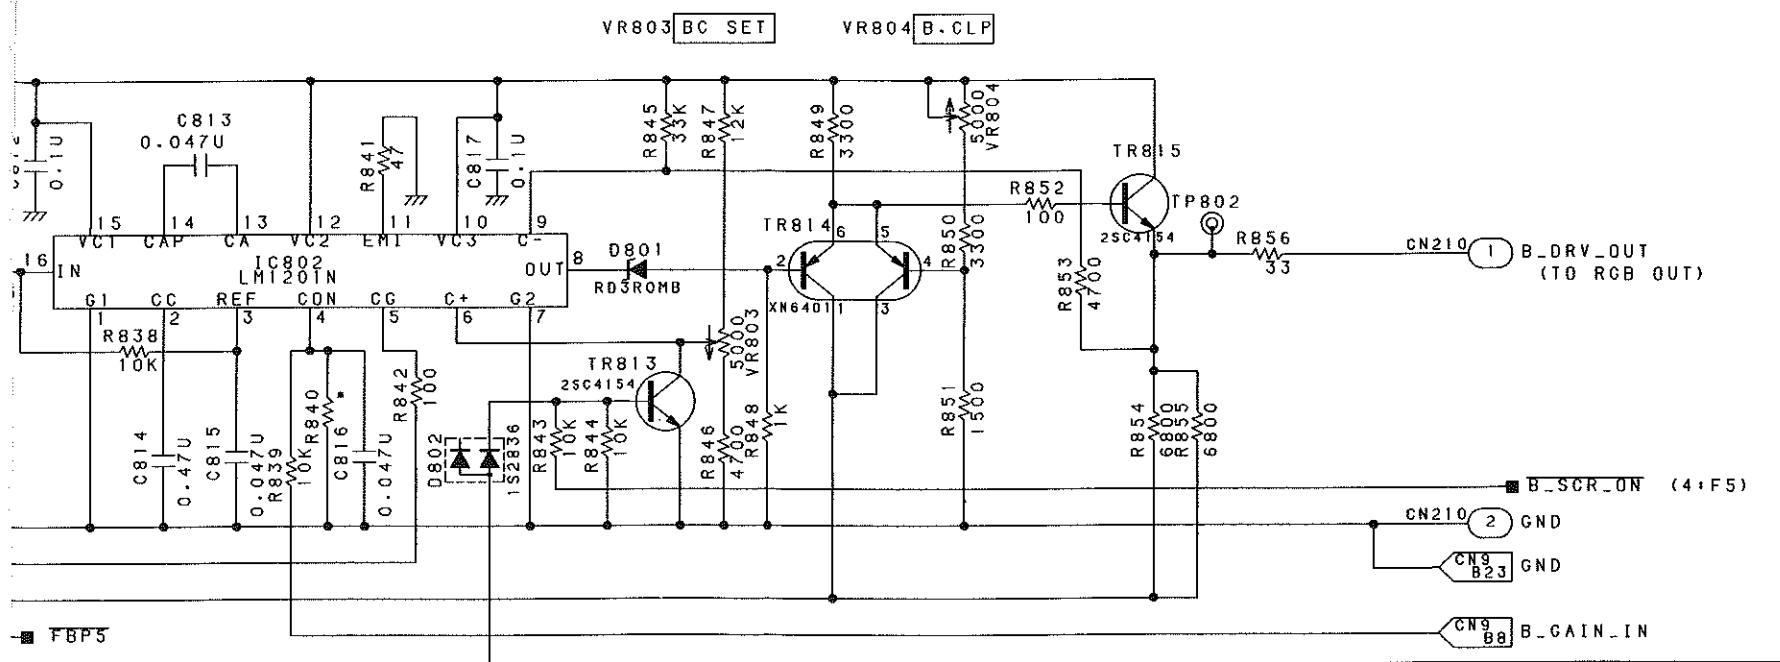 VR803 BC SET
VR804 B.CLP
C813
0.047U
0.1U
R841
47
C817
0.1U
R845
33K
R847
12K
R849
3300
5000
VR804
TR815
2SC4154
R852
100
TP802
R856
33
CN210 1 B_DRV_OUT
(TO RGB OUT)
15 14 13 12 11 10 9
VC1 CAP CA VC2 EMI VC3 C-
16 IN
IC802
LM1201N
OUT 8
G1 CC REF CON CG C+ G2
1 2 3 4 5 6 7
D801
RD3R0MB
TR814
6 5
2 4
XN6401 1 3
R850
3300
R853
4700
R838
10K
5000
VR803
TR813
2SC4154
R842
100
R840 *
R839
10K
C814
0.47U
C815
0.047U
C816
0.047U
D802
1S2836
R843
10K
R844
10K
R846
4700
R848
1K
R851
1500
R854
6800
R855
6800
B_SCR_ON (4:F5)
CN210 2 GND
CN9
B23 GND
FBP5
CN9
B8 B_GAIN_IN